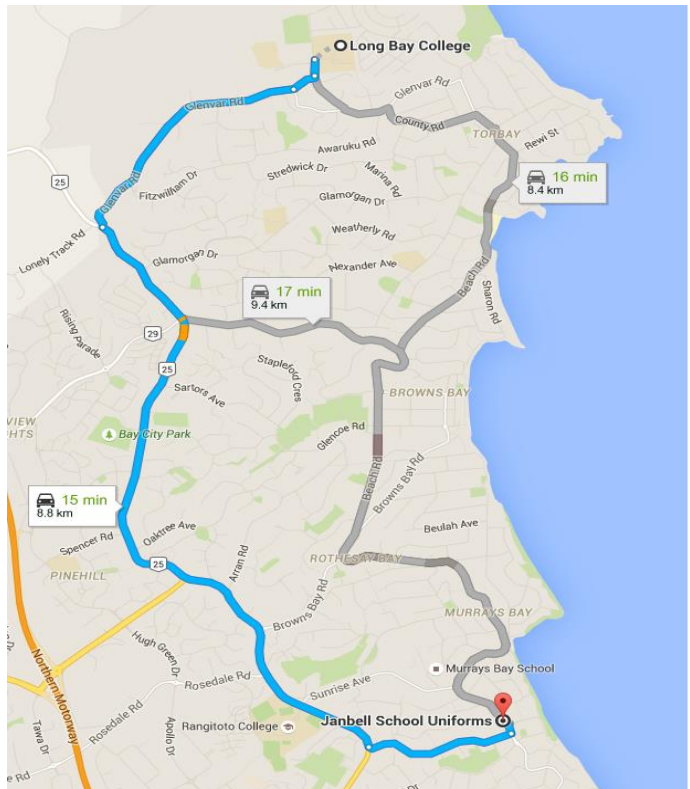 Long Bay College
Glenvar Rd
Glenvar Rd
County Rd
TORBAY
Rewi St
Awaruku Rd
Stredwick Dr
Marina Rd
16 min
8.4 km
25
Glenvar Rd
Fitzwilliam Dr
Glamorgan Dr
Lonely Track Rd
Weatherly Rd
Glamorgan Dr
Alexander Ave
Beach Rd
Sharon Rd
17 min
9.4 km
Rising Parade
29
25
Staplefold Cres
Sartors Ave
BROWNS BAY
VIEW
HTS
Bay City Park
Glencoe Rd
Beach Rd
Browns Bay Rd
15 min
8.8 km
Oaktree Ave
Beulah Ave
Spencer Rd
25
Arran Rd
ROTHESAY BAY
PINEHILL
Browns Bay Rd
MURRAYS BAY
Hugh Green Dr
Northern Motorway
Murrays Bay School
Rosedale Rd
Sunrise Ave
Rosedale Rd
Rangitoto College
Janbell School Uniforms
Tawa Dr
Apollo Dr